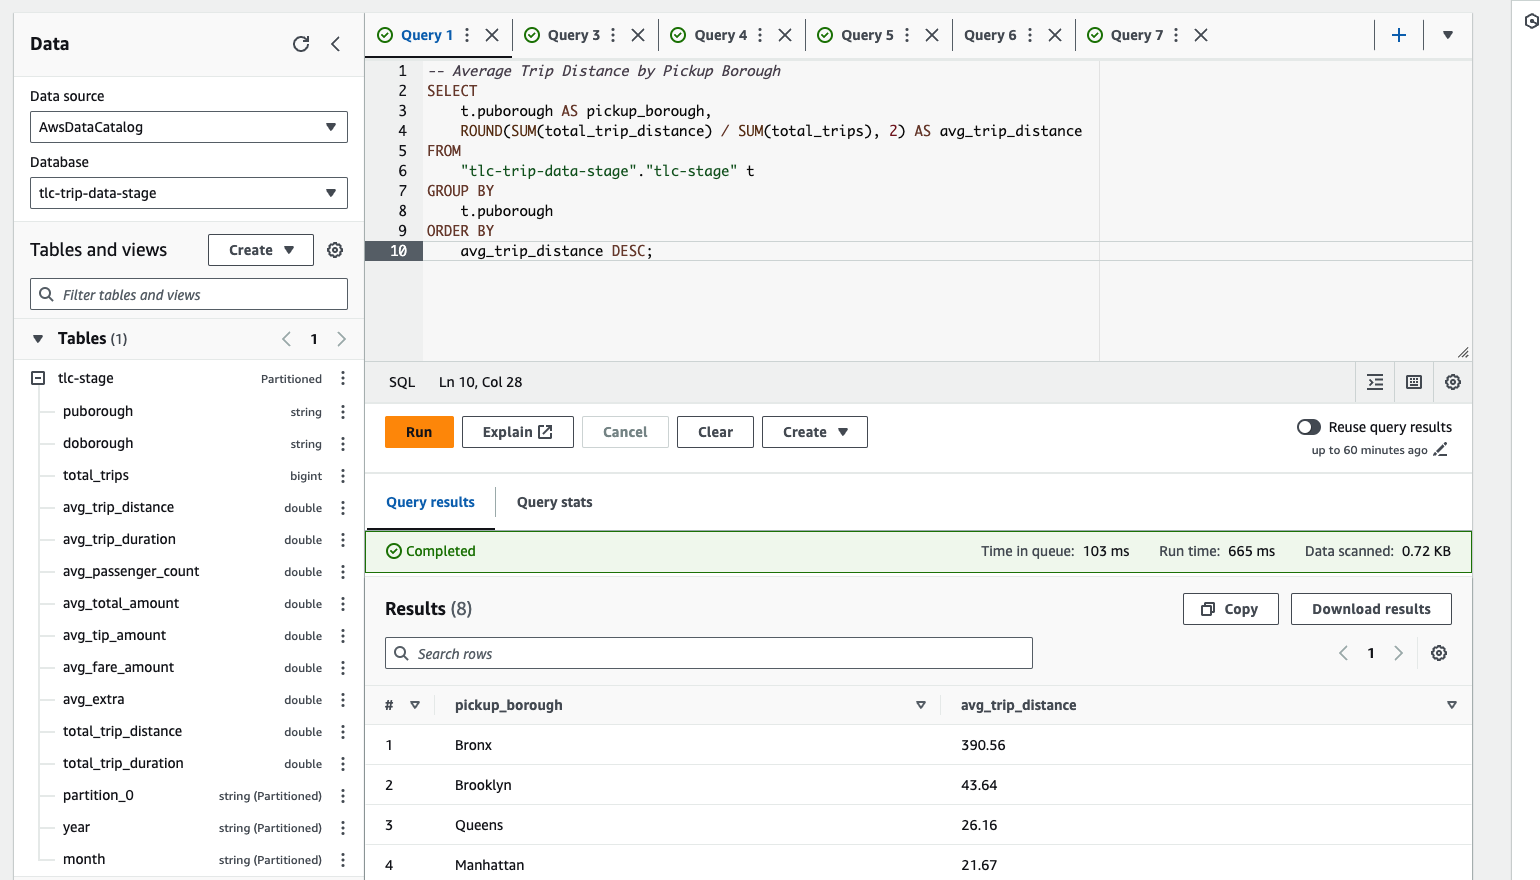 Data
Data source
AwsDataCatalog
Database
tlc-trip-data-stage
Tables and views
Create
Filter tables and views
Tables (1)
1
tlc-stage Partitioned
puborough string
doborough string
total_trips bigint
avg_trip_distance double
avg_trip_duration double
avg_passenger_count double
avg_total_amount double
avg_tip_amount double
avg_fare_amount double
avg_extra double
total_trip_distance double
total_trip_duration double
partition_0 string (Partitioned)
year string (Partitioned)
month string (Partitioned)
Query 1 Query 3 Query 4 Query 5 Query 6 Query 7
1 -- Average Trip Distance by Pickup Borough
2 SELECT
3 t.puborough AS pickup_borough,
4 ROUND(SUM(total_trip_distance) / SUM(total_trips), 2) AS avg_trip_distance
5 FROM
6 "tlc-trip-data-stage"."tlc-stage" t
7 GROUP BY
8 t.puborough
9 ORDER BY
10 avg_trip_distance DESC;
SQL Ln 10, Col 28
Run Explain Cancel Clear Create
Reuse query results
up to 60 minutes ago
Query results Query stats
Completed Time in queue: 103 ms Run time: 665 ms Data scanned: 0.72 KB
Results (8) Copy Download results
Search rows 1
# pickup_borough avg_trip_distance
1 Bronx 390.56
2 Brooklyn 43.64
3 Queens 26.16
4 Manhattan 21.67